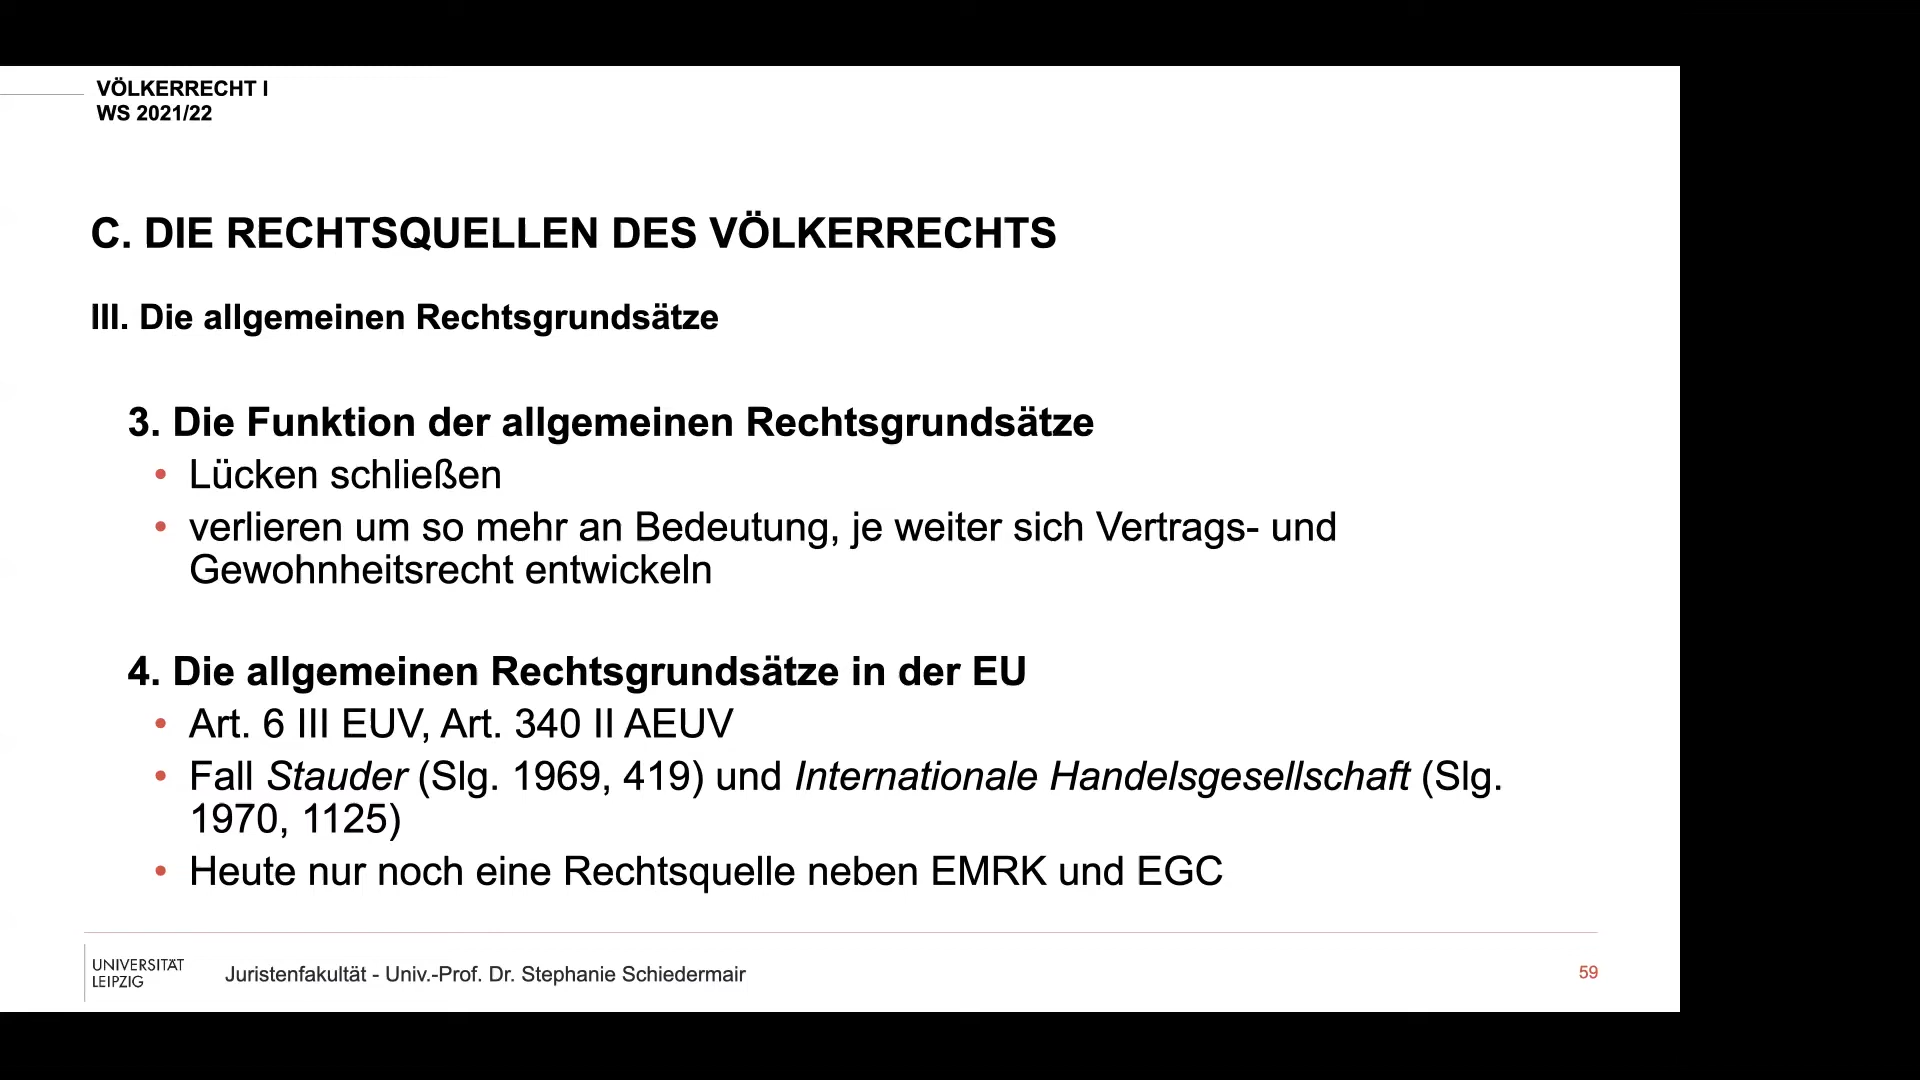 VÖLKERRECHT I
WS 2021/22
C. DIE RECHTSQUELLEN DES VÖLKERRECHTS
III. Die allgemeinen Rechtsgrundsätze
3. Die Funktion der allgemeinen Rechtsgrundsätze
• Lücken schließen
• verlieren um so mehr an Bedeutung, je weiter sich Vertrags- und
Gewohnheitsrecht entwickeln
4. Die allgemeinen Rechtsgrundsätze in der EU
• Art. 6 III EUV, Art. 340 II AEUV
• Fall Stauder (Slg. 1969, 419) und Internationale Handelsgesellschaft (Slg.
1970, 1125)
• Heute nur noch eine Rechtsquelle neben EMRK und EGC
UNIVERSITÄT
LEIPZIG
Juristenfakultät - Univ.-Prof. Dr. Stephanie Schiedermair
59